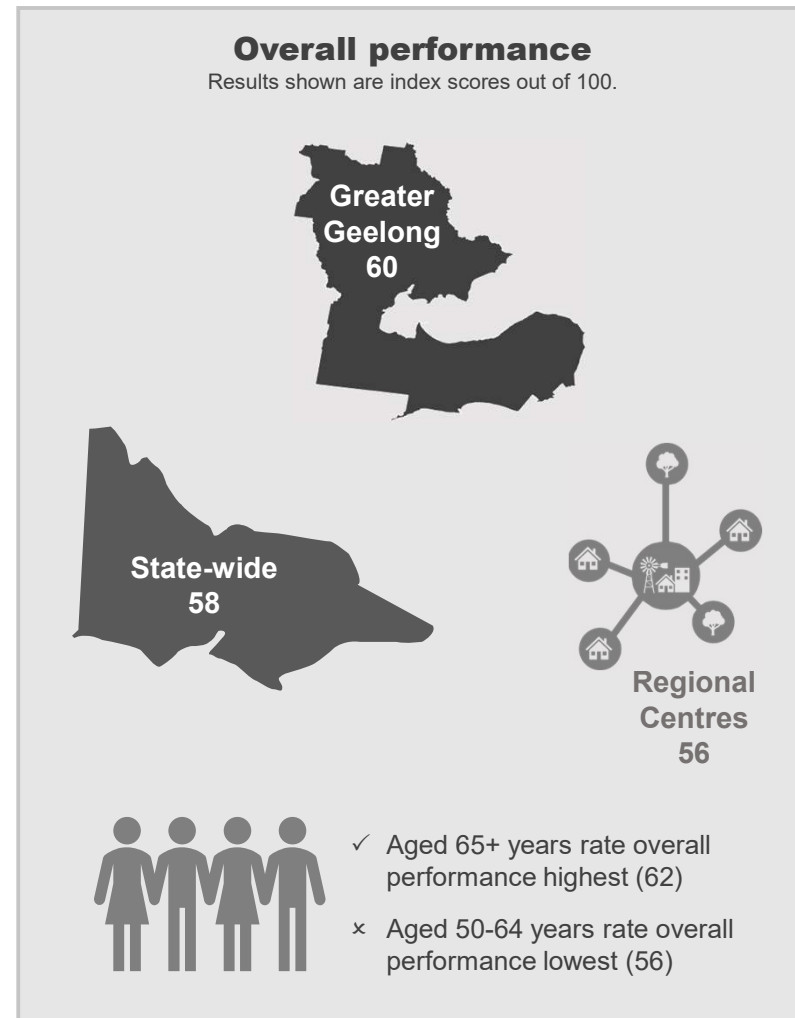 Overall performance
Results shown are index scores out of 100.
Greater
Geelong
60
State-wide
58
Regional
Centres
56
✓ Aged 65+ years rate overall
performance highest (62)
× Aged 50-64 years rate overall
performance lowest (56)